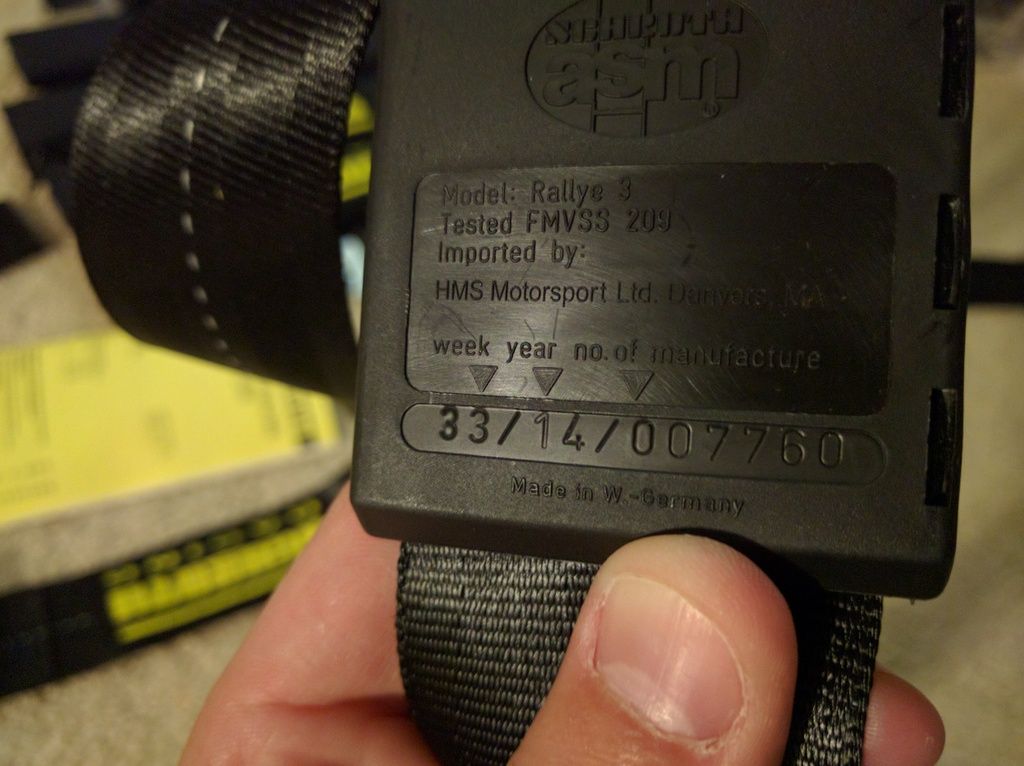 SCHROTH
asm®
Model: Rallye 3
Tested FMVSS 209
Imported by:
HMS Motorsport Ltd. Danvers, MA
week year no. of manufacture
33/14/007760
Made in W.-Germany